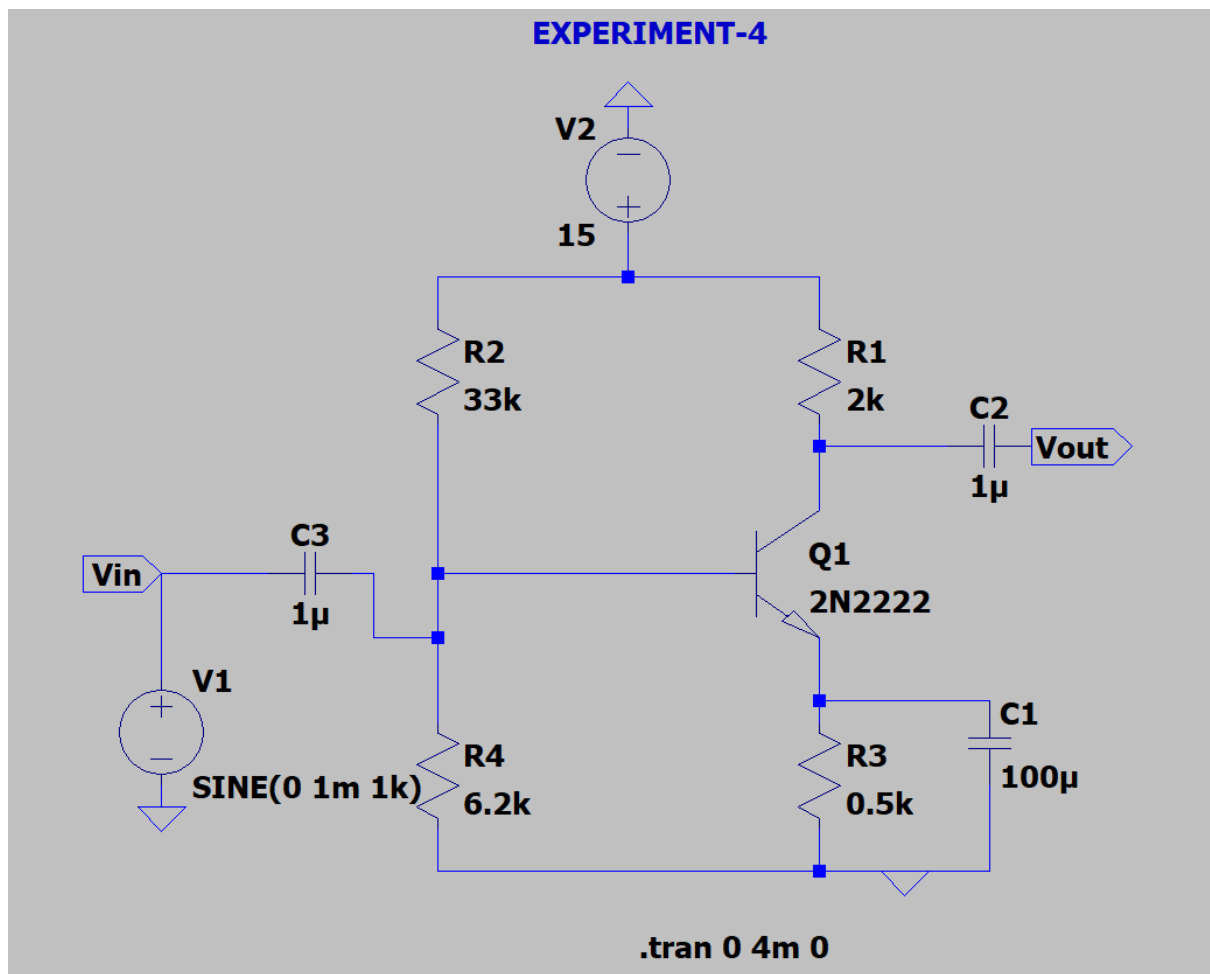 EXPERIMENT-4
V2
15
R2
33k
R1
2k
C2
1µ
Vout
C3
1µ
Vin
Q1
2N2222
V1
SINE(0 1m 1k)
R4
6.2k
R3
0.5k
C1
100µ
.tran 0 4m 0